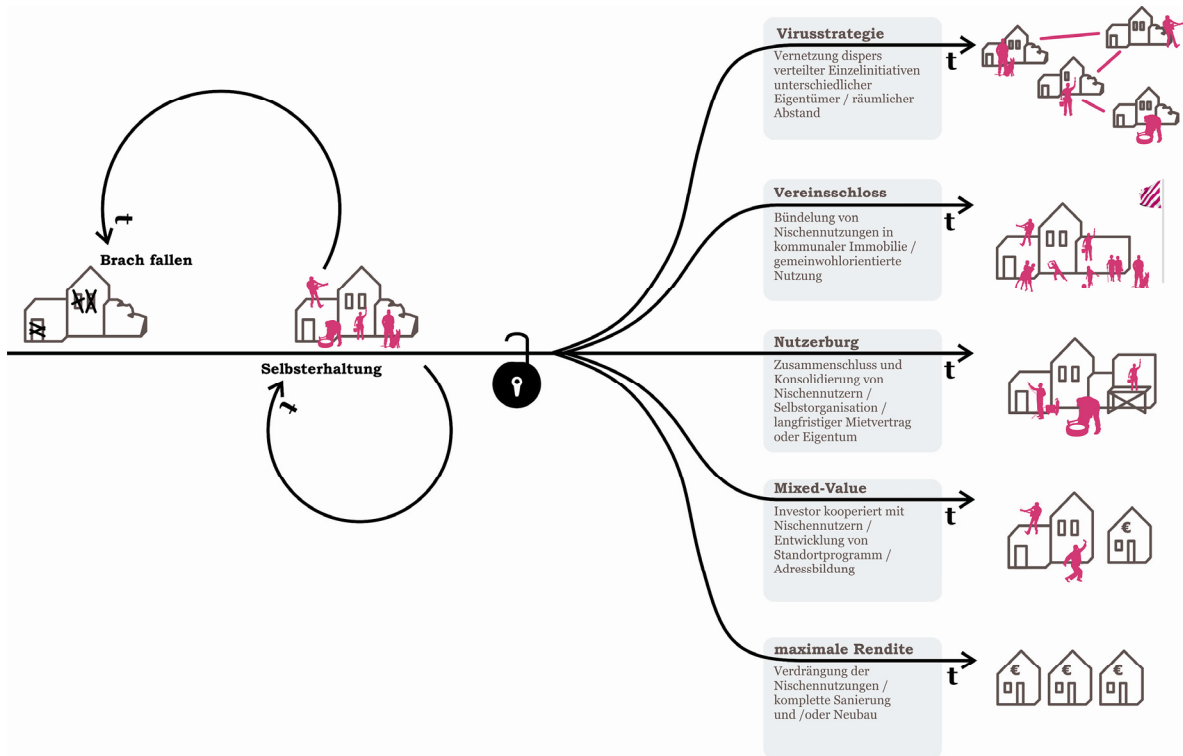 Virusstrategie
t
Vernetzung dispers
verteilter Einzelinitiativen
unterschiedlicher
Eigentümer / räumlicher
Abstand
t
Brach fallen
Selbsterhaltung
t
Vereinsschloss
t
Bündelung von
Nischennutzungen in
kommunaler Immobilie /
gemeinwohlorientierte
Nutzung
Nutzerburg
t
Zusammenschluss und
Konsolidierung von
Nischennutzern /
Selbstorganisation /
langfristiger Mietvertrag
oder Eigentum
Mixed-Value
t
Investor kooperiert mit
Nischennutzern /
Entwicklung von
Standortprogramm /
Adressbildung
€
maximale Rendite
t
Verdrängung der
Nischennutzungen /
komplette Sanierung
und /oder Neubau
€ € €